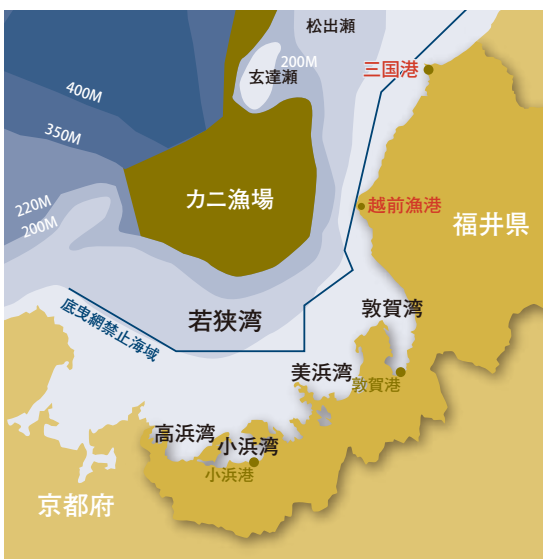 松出瀬
200M
玄達瀬
三国港
400M
350M
カニ漁場
越前漁港
220M
200M
福井県
底曳網禁止海域
若狭湾
敦賀湾
美浜湾
敦賀港
高浜湾
小浜湾
小浜港
京都府